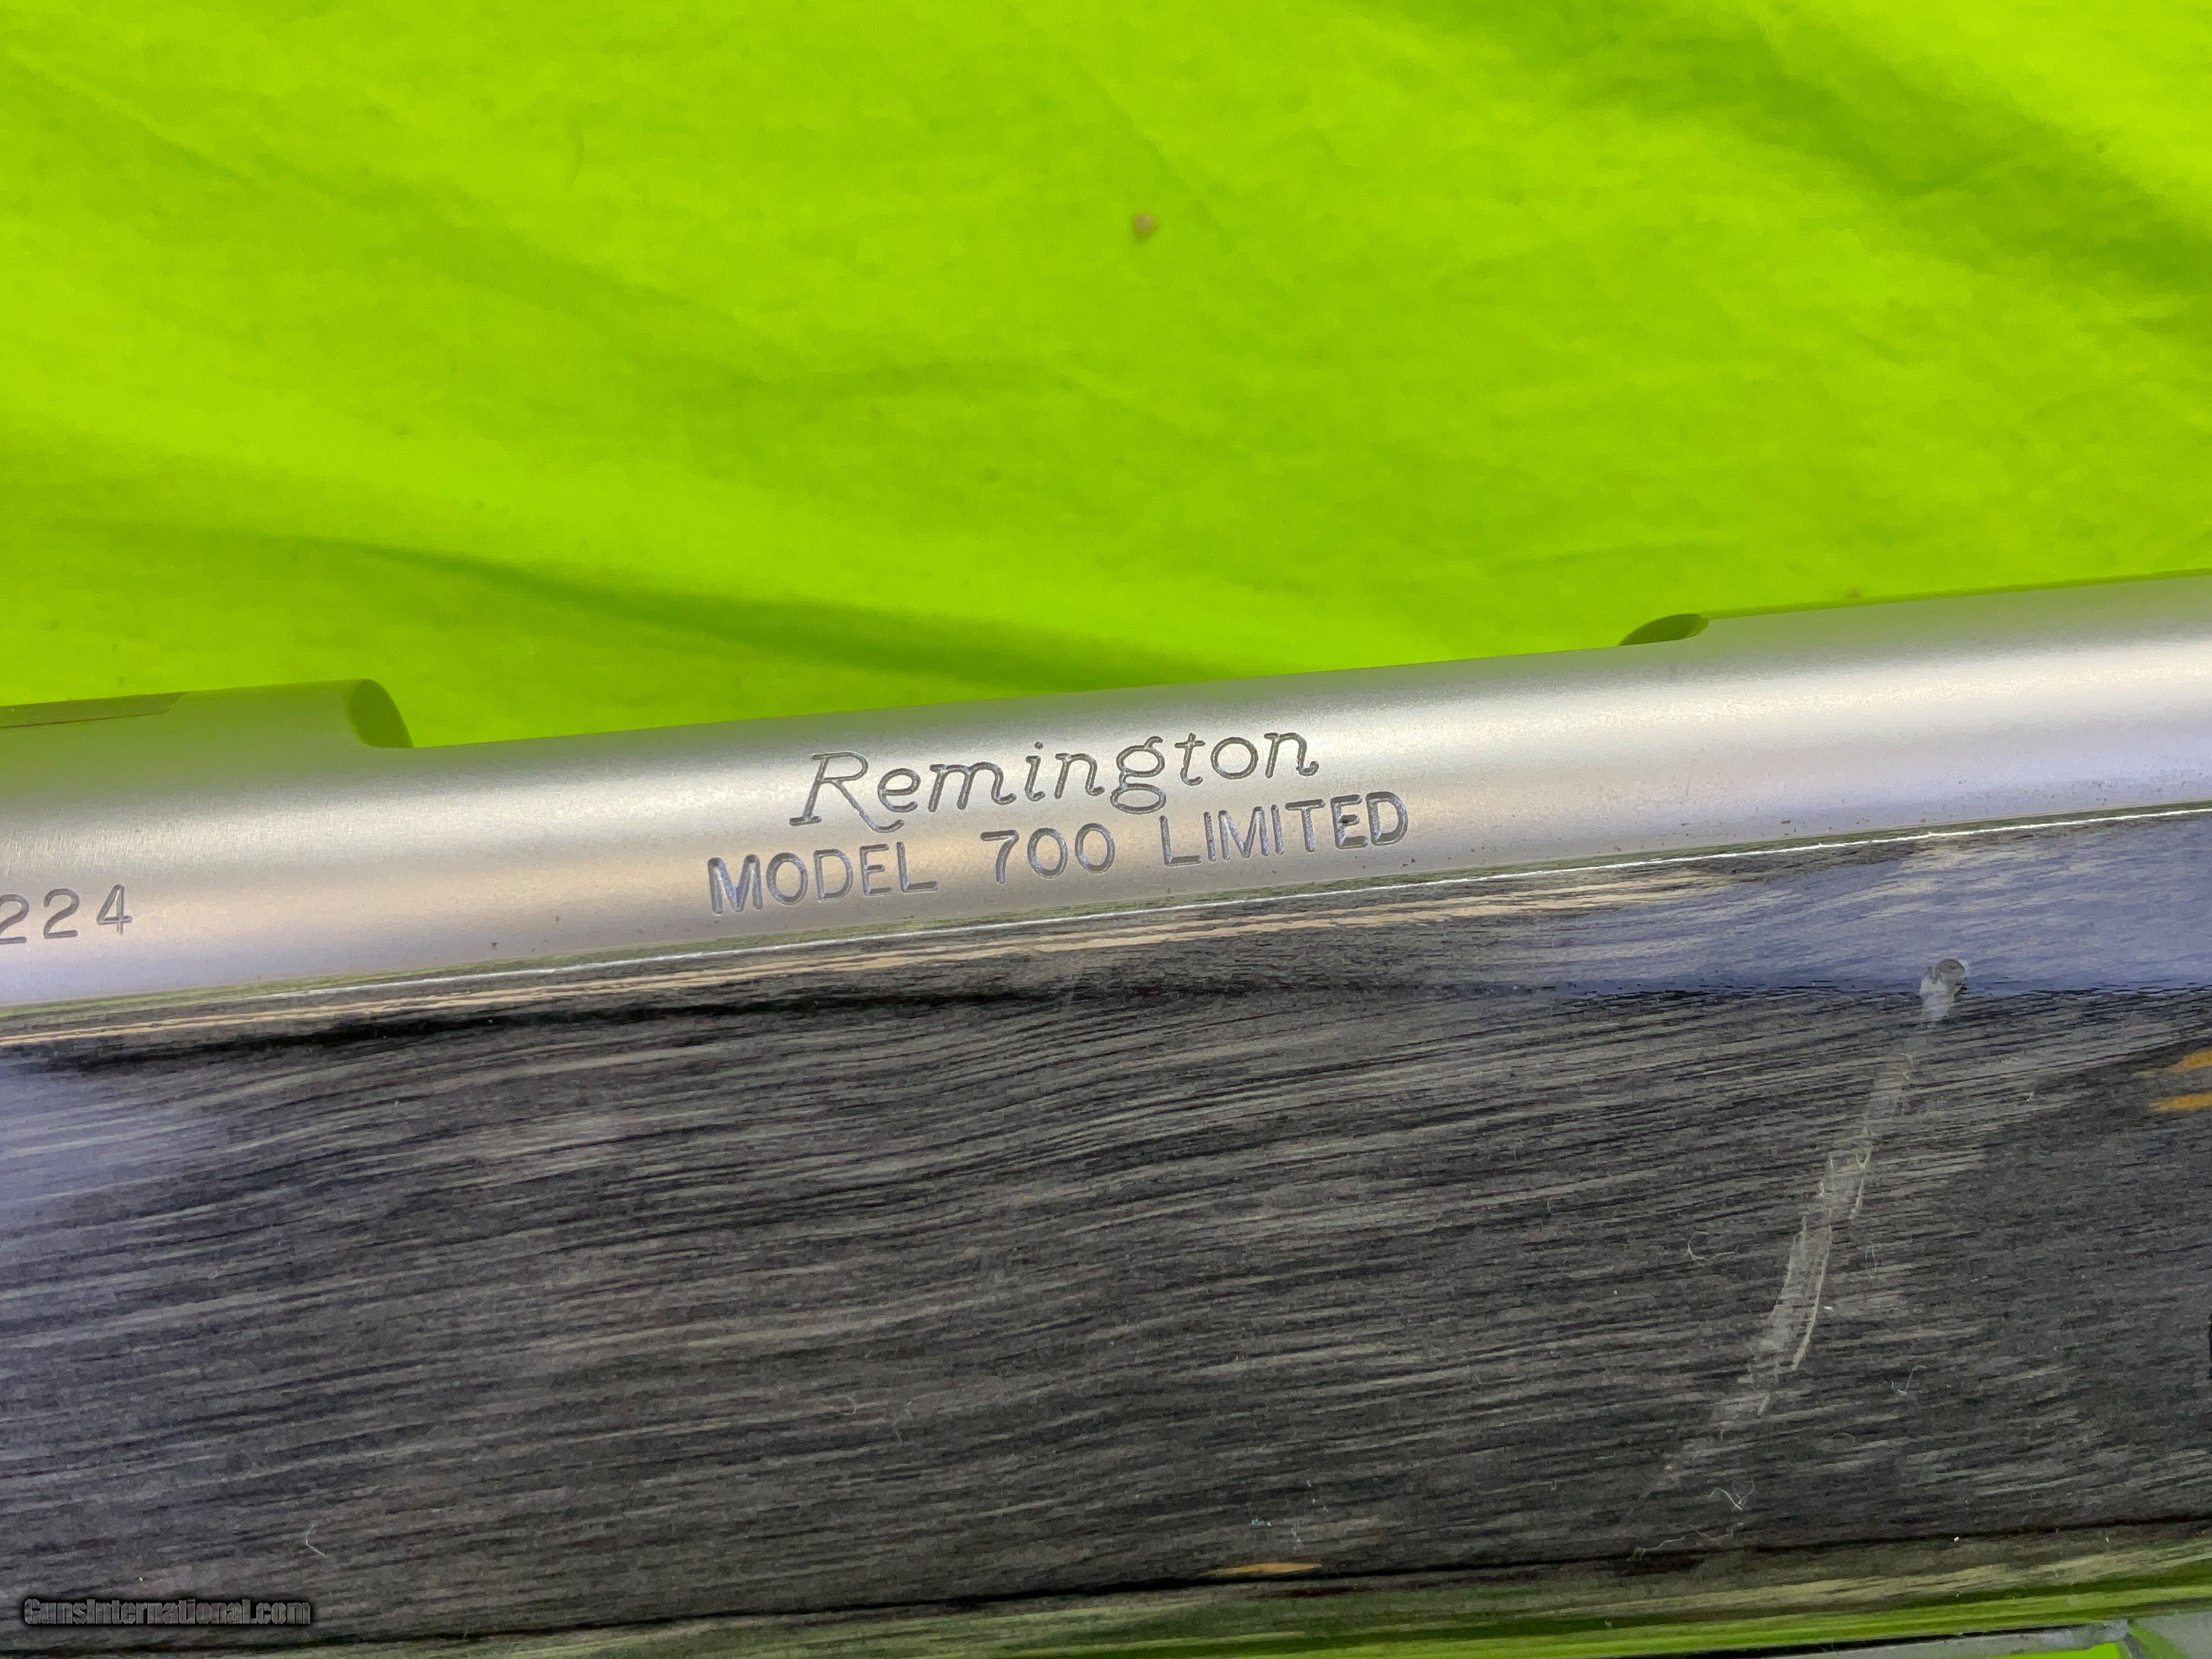 Remington
MODEL 700 LIMITED
224
GunsInternational.com